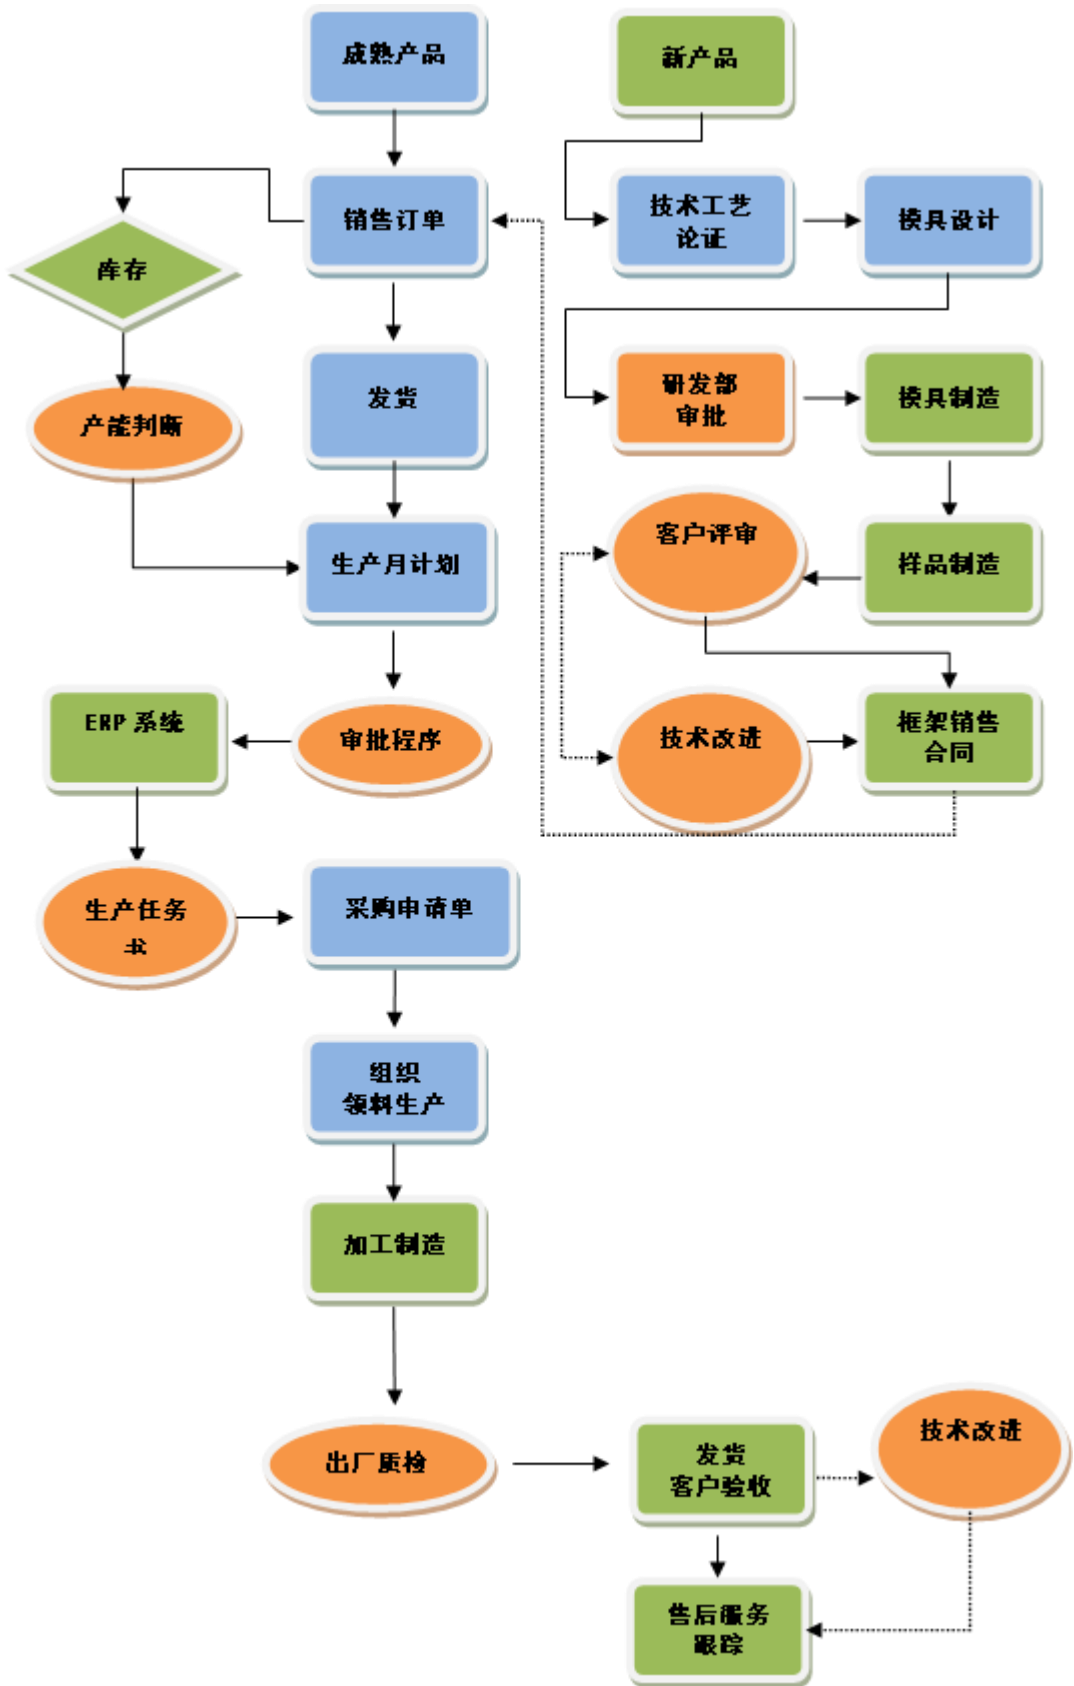 成熟产品
新产品
销售订单
技术工艺
论证
模具设计
库存
发货
研发部
审批
模具制造
产能判断
客户评审
生产月计划
样品制造
ERP 系统
审批程序
技术改进
框架销售
合同
生产任务
书
采购申请单
组织
领料生产
加工制造
出厂质检
发货
客户验收
技术改进
售后服务
跟踪